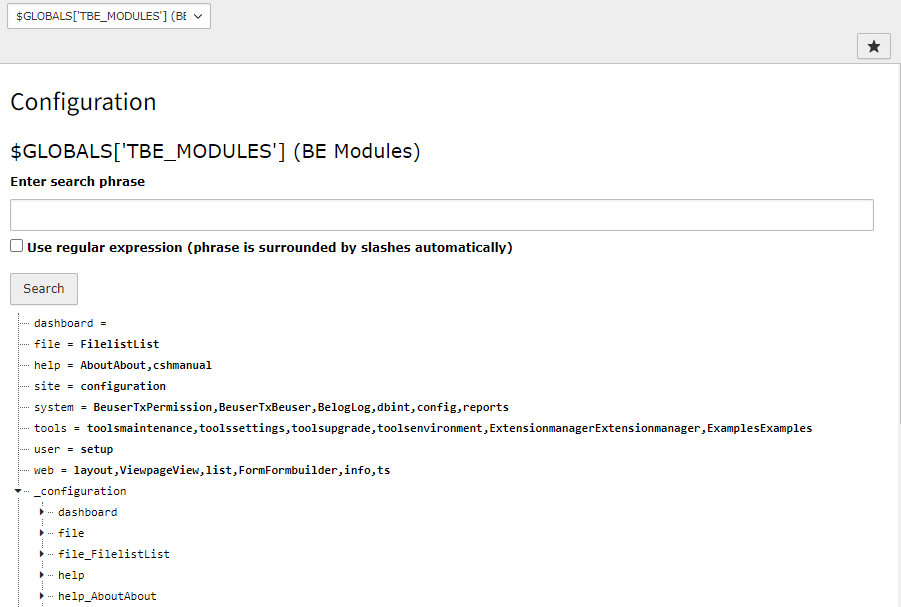 $GLOBALS['TBE_MODULES'] (BE
Configuration
$GLOBALS['TBE_MODULES'] (BE Modules)
Enter search phrase
Use regular expression (phrase is surrounded by slashes automatically)
Search
dashboard =
file = FilelistList
help = AboutAbout,cshmanual
site = configuration
system = BeuserTxPermission,BeuserTxBeuser,BelogLog,dbint,config,reports
tools = toolsmaintenance,toolssettings,toolsupgrade,toolsenvironment,ExtensionmanagerExtensionmanager,ExamplesExamples
user = setup
web = layout,ViewpageView,list,FormFormbuilder,info,ts
_configuration
dashboard
file
file_FilelistList
help
help_AboutAbout